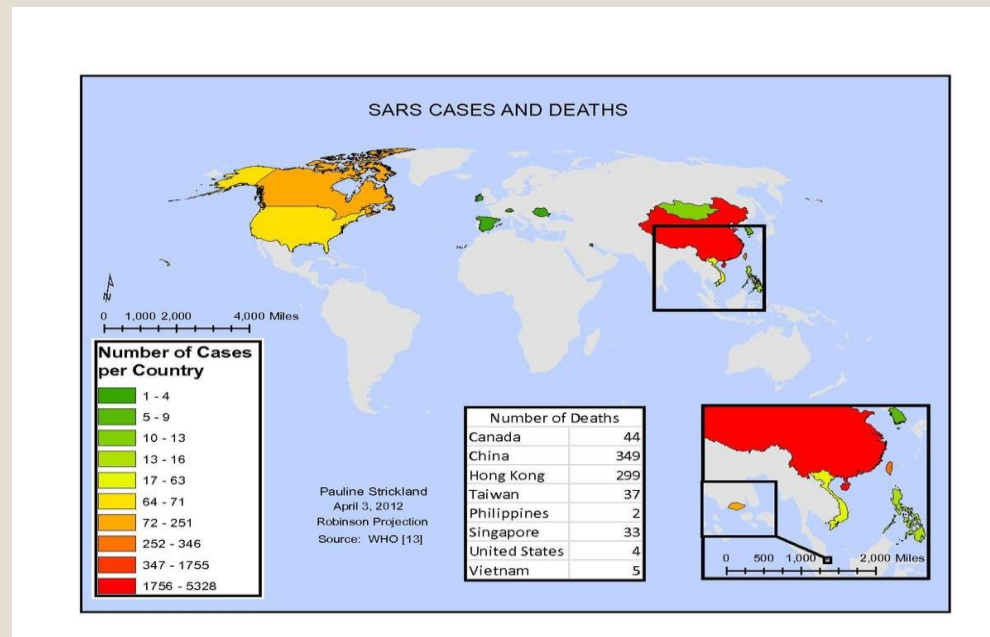 SARS CASES AND DEATHS
N
0 1,000 2,000 4,000 Miles
Number of Cases
per Country
1 - 4
5 - 9
10 - 13
13 - 16
17 - 63
64 - 71
72 - 251
252 - 346
347 - 1755
1756 - 5328
Pauline Strickland
April 3, 2012
Robinson Projection
Source: WHO [13]
Number of Deaths
Canada 44
China 349
Hong Kong 299
Taiwan 37
Philippines 2
Singapore 33
United States 4
Vietnam 5
0 500 1,000 2,000 Miles